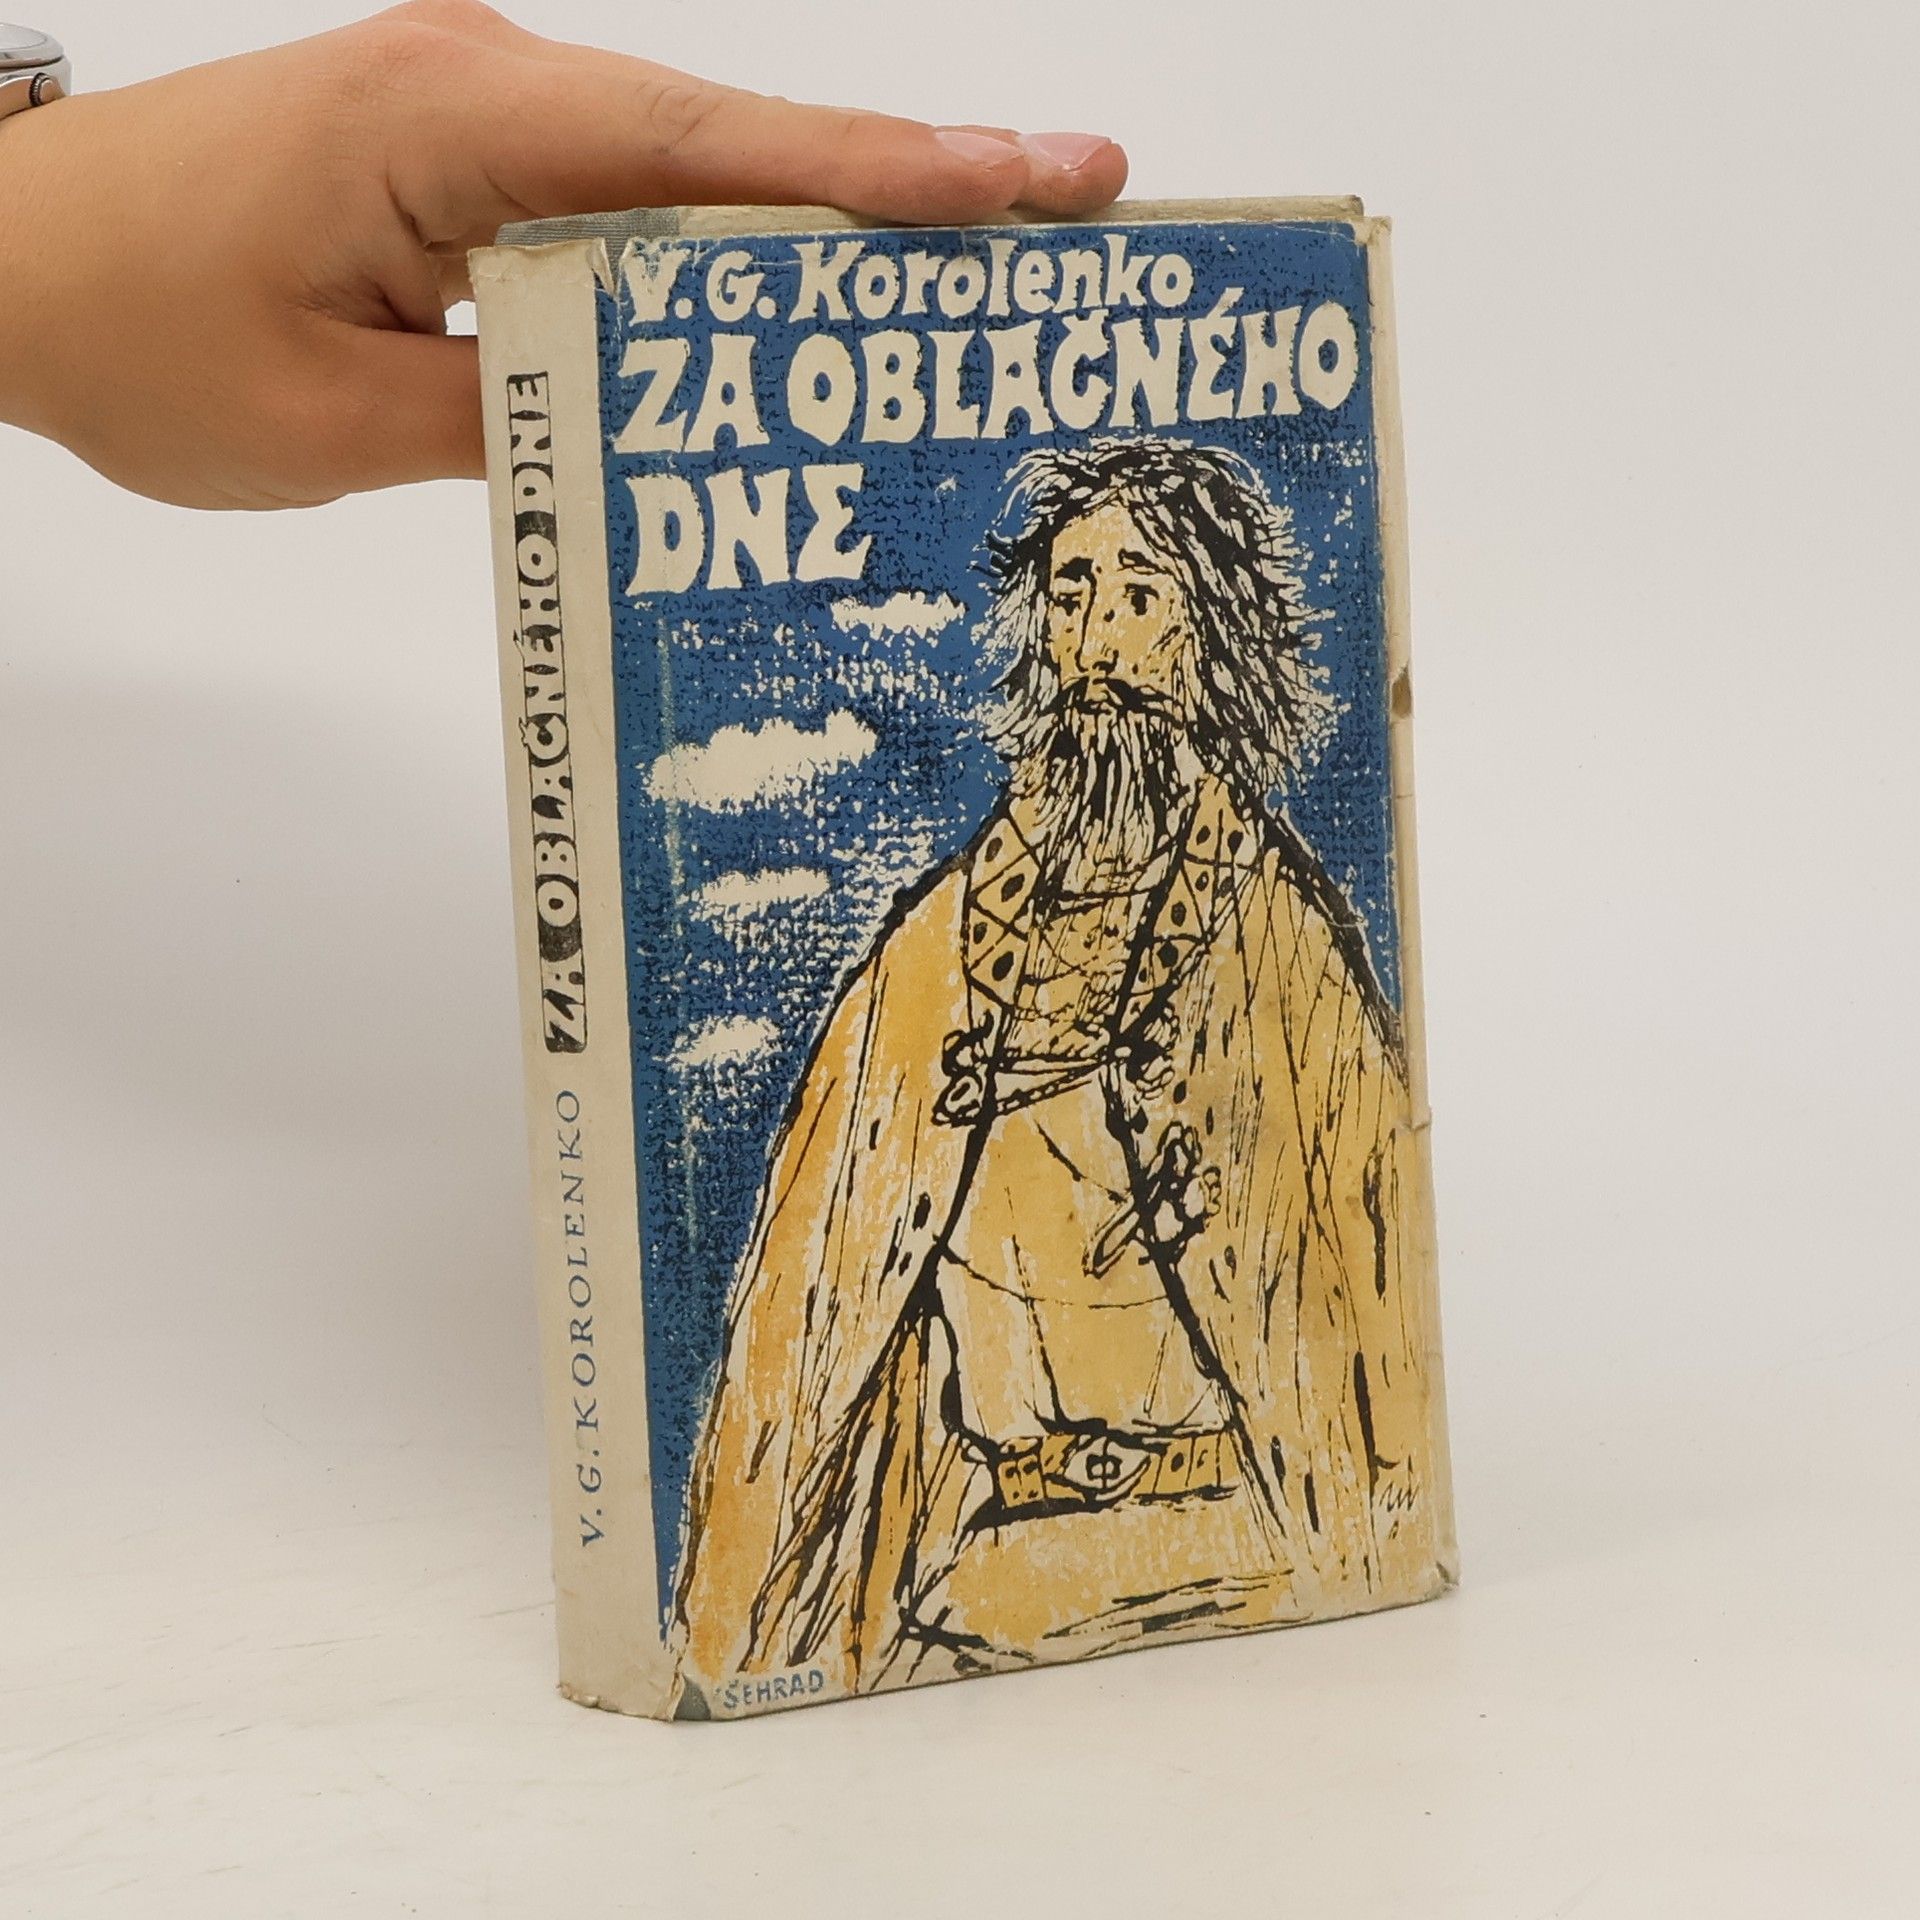 V. G. Korolenko
ZA OBLAČNÉHO
DNE
ŠEHRAD
V. G. KOROLENKO ZA OBLAČNÉHO DNE